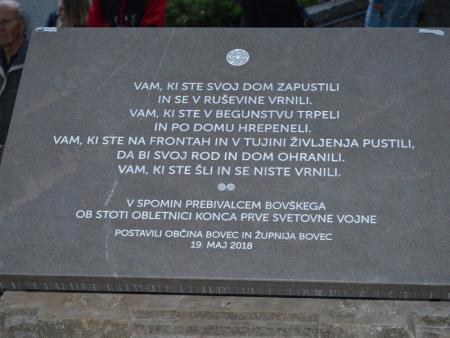 VAM, KI STE SVOJ DOM ZAPUSTILI
IN SE V RUŠEVINE VRNILI.
VAM, KI STE V BEGUNSTVU TRPELI
IN PO DOMU HREPENELI.
VAM, KI STE NA FRONTAH IN V TUJINI ŽIVLJENJA PUSTILI,
DA BI SVOJ ROD IN DOM OHRANILI.
VAM, KI STE ŠLI IN SE NISTE VRNILI.
V SPOMIN PREBIVALCEM BOVŠKEGA
OB STOTI OBLETNICI KONCA PRVE SVETOVNE VOJNE
POSTAVILI OBČINA BOVEC IN ŽUPNIJA BOVEC
19. MAJ 2018